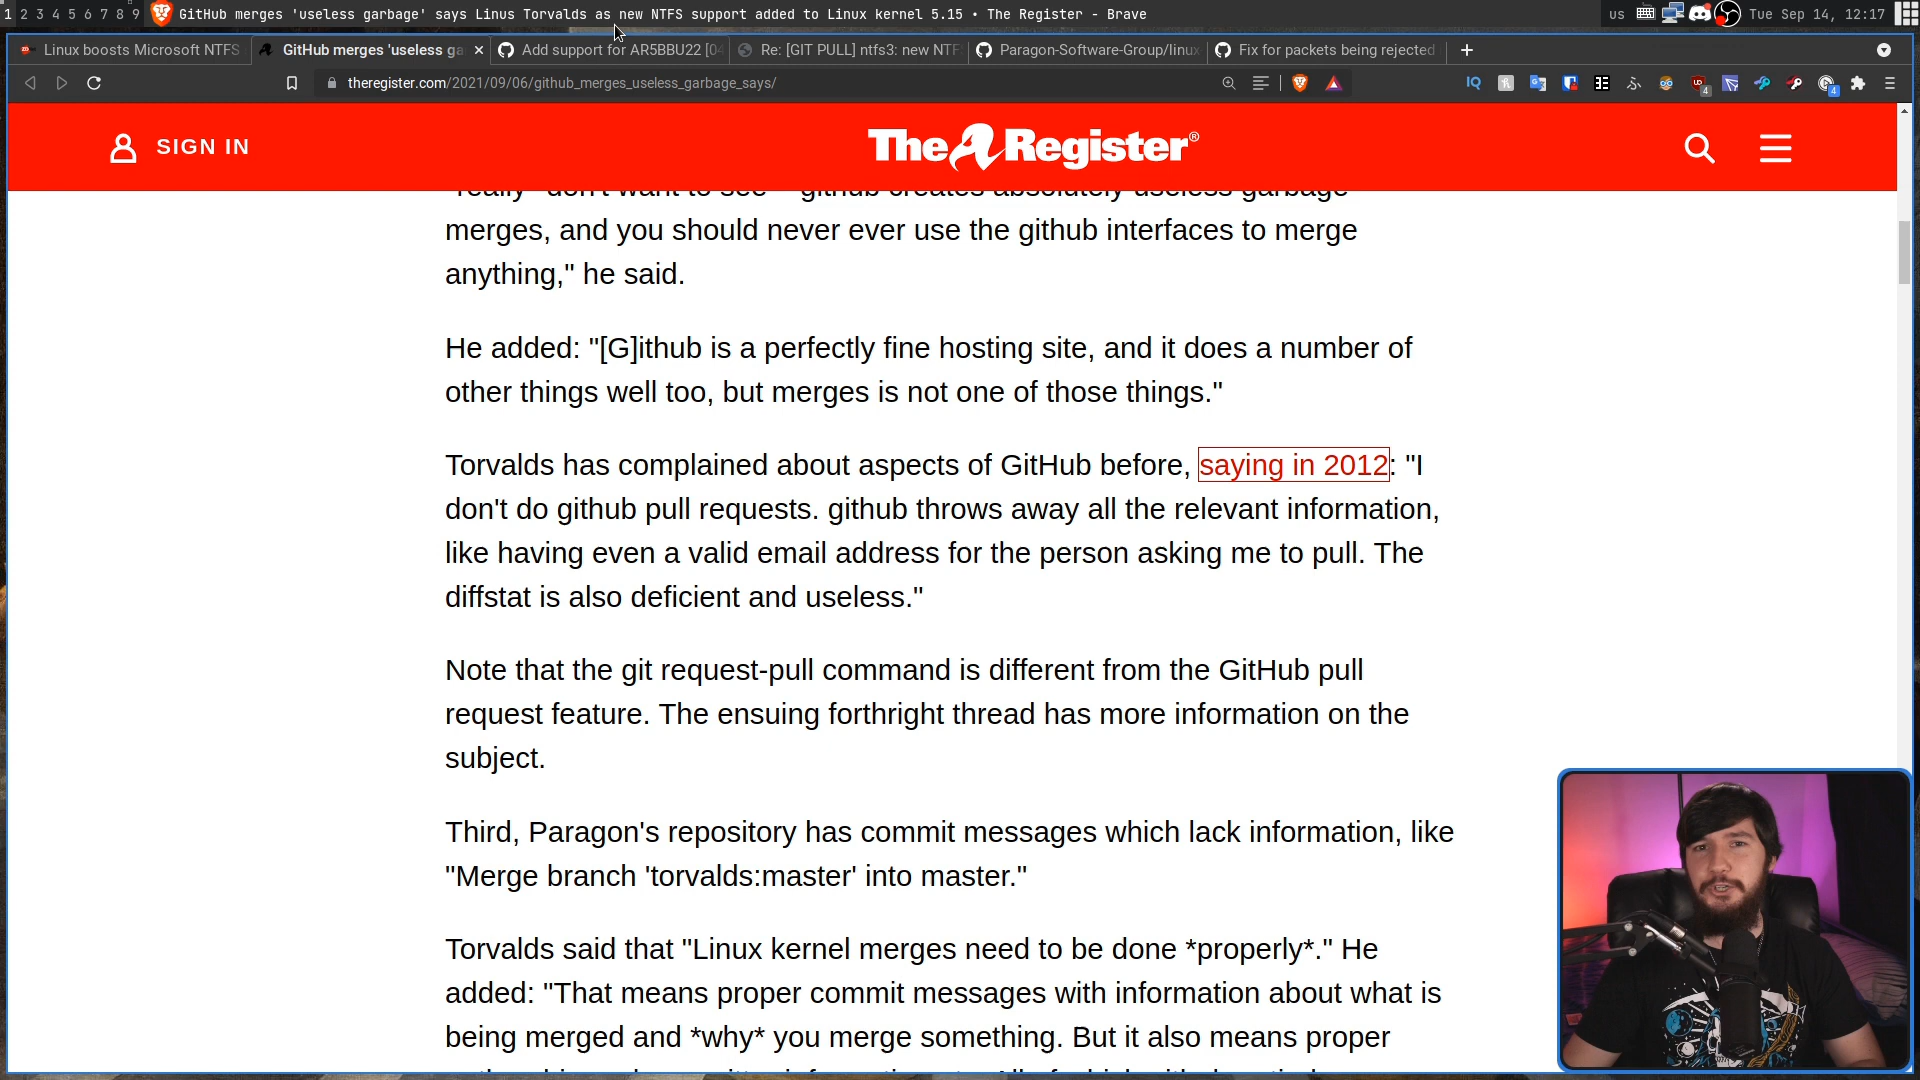 1 2 3 4 5 6 7 8 9 GitHub merges 'useless garbage' says Linus Torvalds as new NTFS support added to Linux kernel 5.15 • The Register - Brave us Tue Sep 14, 12:17
Linux boosts Microsoft NTFS GitHub merges 'useless ga Add support for AR5BBU22 [04 Re: [GIT PULL] ntfs3: new NTF Paragon-Software-Group/linux Fix for packets being rejected
theregister.com/2021/09/06/github_merges_useless_garbage_says/
SIGN IN The Register®
"really* don't want to see - github creates absolutely useless garbage
merges, and you should never ever use the github interfaces to merge
anything," he said.
He added: "[G]ithub is a perfectly fine hosting site, and it does a number of
other things well too, but merges is not one of those things."
Torvalds has complained about aspects of GitHub before, saying in 2012: "I
don't do github pull requests. github throws away all the relevant information,
like having even a valid email address for the person asking me to pull. The
diffstat is also deficient and useless."
Note that the git request-pull command is different from the GitHub pull
request feature. The ensuing forthright thread has more information on the
subject.
Third, Paragon's repository has commit messages which lack information, like
"Merge branch 'torvalds:master' into master."
Torvalds said that "Linux kernel merges need to be done *properly*." He
added: "That means proper commit messages with information about what is
being merged and *why* you merge something. But it also means proper